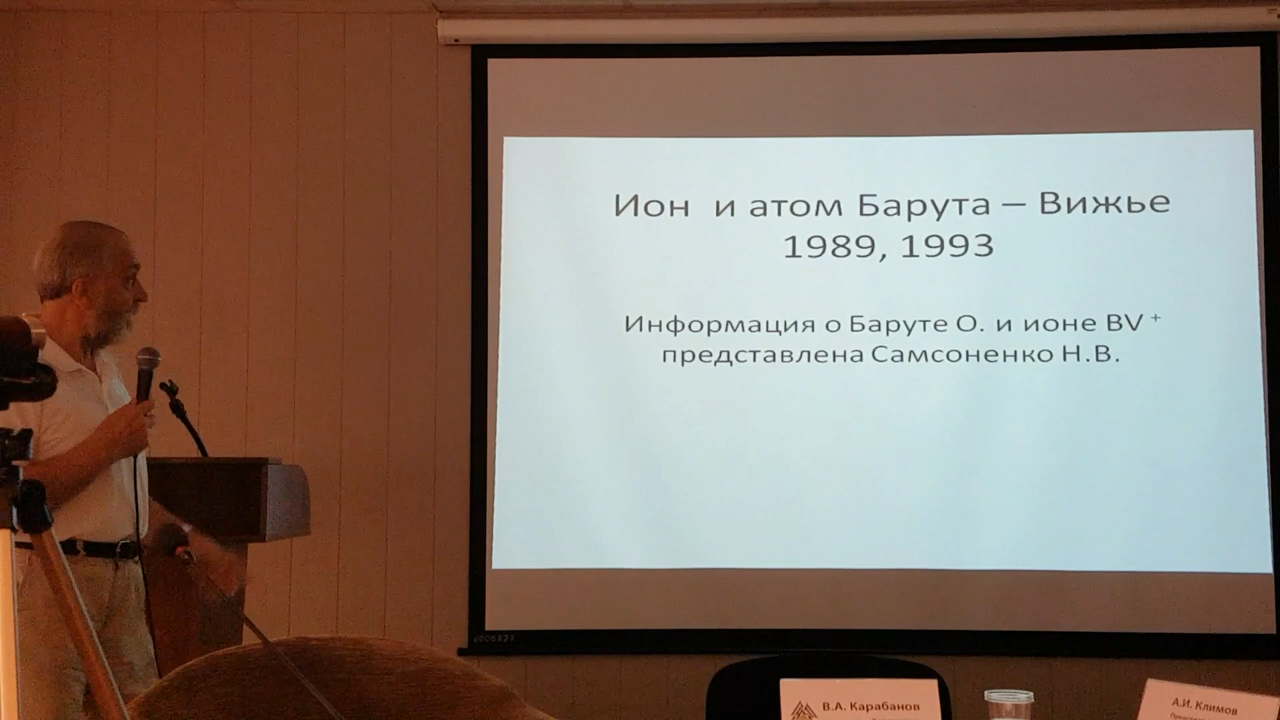 Ион и атом Барута – Вижье
1989, 1993
Информация о Баруте О. и ионе BV +
представлена Самсоненко Н.В.
В.А. Карабанов
А.И. Климов